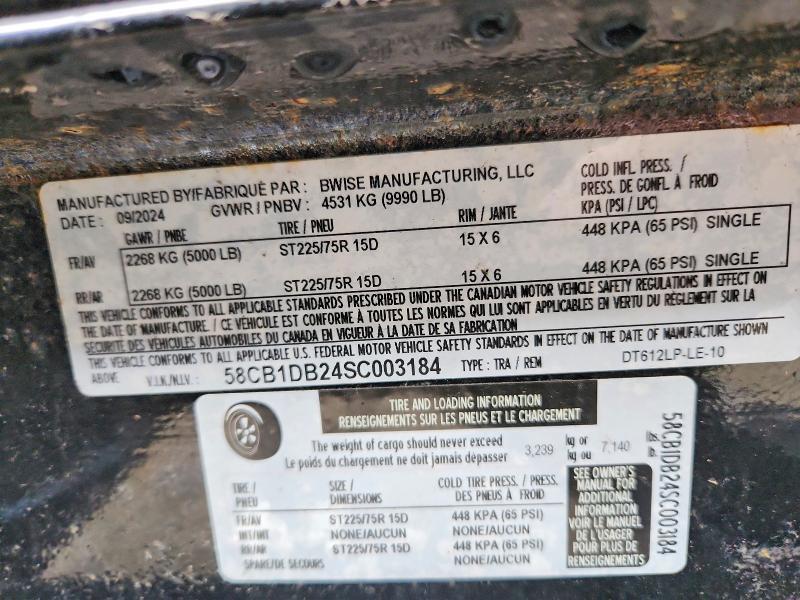 MANUFACTURED BY/FABRIQUÉ PAR : BWISE MANUFACTURING, LLC
DATE : 09/2024 GVWR / PNBV : 4531 KG (9990 LB)
COLD INFL PRESS. /
PRESS. DE GONFL À FROID
GAWR / PNBE TIRE / PNEU RIM / JANTE KPA (PSI / LPC)
FR/AV 2268 KG (5000 LB) ST225/75R 15D 15 X 6 448 KPA (65 PSI) SINGLE
RR/AR 2268 KG (5000 LB) ST225/75R 15D 15 X 6 448 KPA (65 PSI) SINGLE
THIS VEHICLE CONFORMS TO ALL APPLICABLE STANDARDS PRESCRIBED UNDER THE CANADIAN MOTOR VEHICLE SAFETY REGULATIONS IN EFFECT ON
THE DATE OF MANUFACTURE. / CE VÉHICULE EST CONFORME À TOUTES LES NORMES QUI LUI SONT APPLICABLES EN VERTU DU RÈGLEMENT SUR LA
SÉCURITÉ DES VÉHICULES AUTOMOBILES DU CANADA EN VIGUEUR À LA DATE DE SA FABRICATION
THIS VEHICLE CONFORMS TO ALL APPLICABLE U.S. FEDERAL MOTOR VEHICLE SAFETY STANDARDS IN EFFECT ON DATE OF MANUFACTURE SHOWN
ABOVE V.I.N./N.I.V. : 58CB1DB24SC003184 TYPE : TRA / REM DT612LP-LE-10
TIRE AND LOADING INFORMATION
RENSEIGNEMENTS SUR LES PNEUS ET LE CHARGEMENT
The weight of cargo should never exceed 3,239 kg or 7,140 lbs.
Le poids du chargement ne doit jamais dépasser kg ou lb.
TIRE / SIZE / COLD TIRE PRESS. / PRESS.
PNEU DIMENSIONS DES PNEUS À FROID
FR/AV ST225/75R 15D 448 KPA (65 PSI)
INT/INT NONE/AUCUN NONE/AUCUN
RR/AR ST225/75R 15D 448 KPA (65 PSI)
SPARE/DE SECOURS NONE/AUCUN
SEE OWNER'S
MANUAL FOR
ADDITIONAL
INFORMATION
VOIR LE MANUEL
DE L'USAGER
POUR PLUS DE
RENSEIGNEMENTS
58CB1DB24SC003184